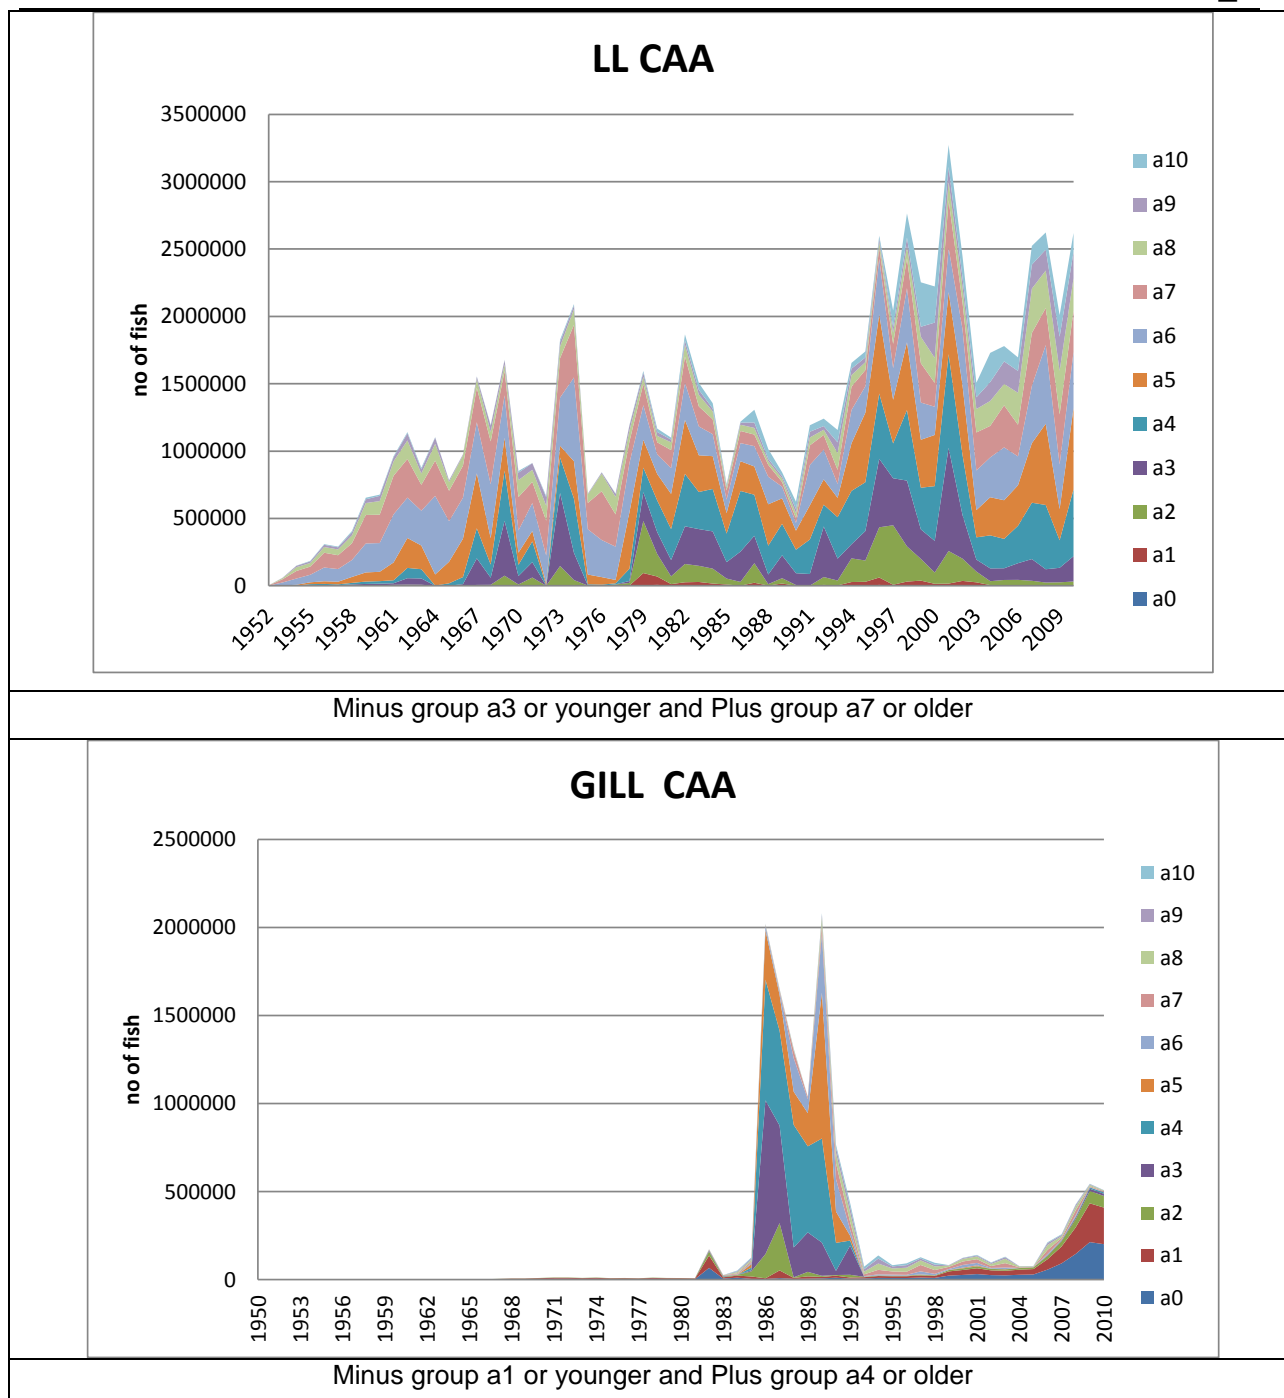 LL CAA
3500000
3000000
2500000
2000000
1500000
1000000
500000
0
no of fish
1952
1955
1958
1961
1964
1967
1970
1973
1976
1979
1982
1985
1988
1991
1994
1997
2000
2003
2006
2009
a10
a9
a8
a7
a6
a5
a4
a3
a2
a1
a0
Minus group a3 or younger and Plus group a7 or older
GILL CAA
2500000
2000000
1500000
1000000
500000
0
no of fish
1950
1953
1956
1959
1962
1965
1968
1971
1974
1977
1980
1983
1986
1989
1992
1995
1998
2001
2004
2007
2010
a10
a9
a8
a7
a6
a5
a4
a3
a2
a1
a0
Minus group a1 or younger and Plus group a4 or older